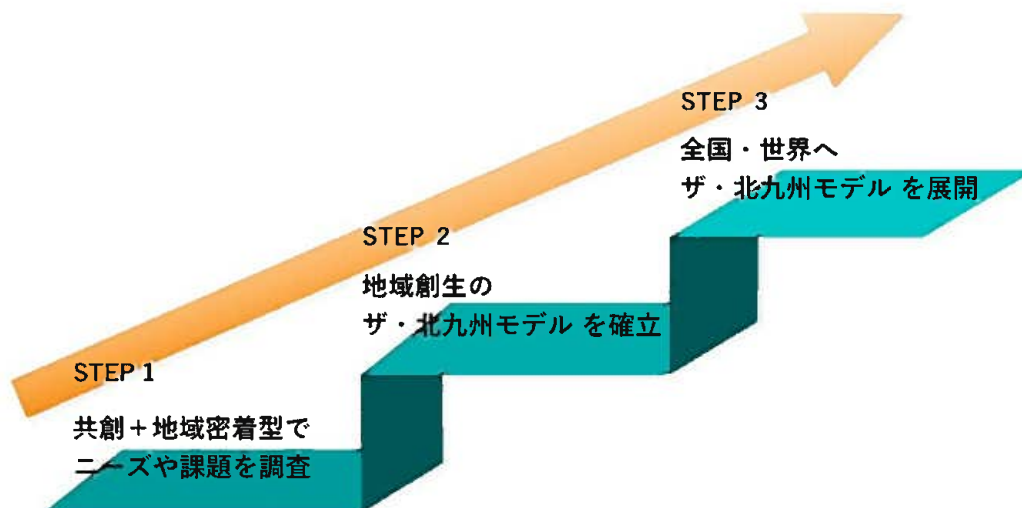 STEP 3
全国・世界へ
ザ・北九州モデル を展開
STEP 2
地域創生の
ザ・北九州モデル を確立
STEP 1
共創＋地域密着型で
ニーズや課題を調査